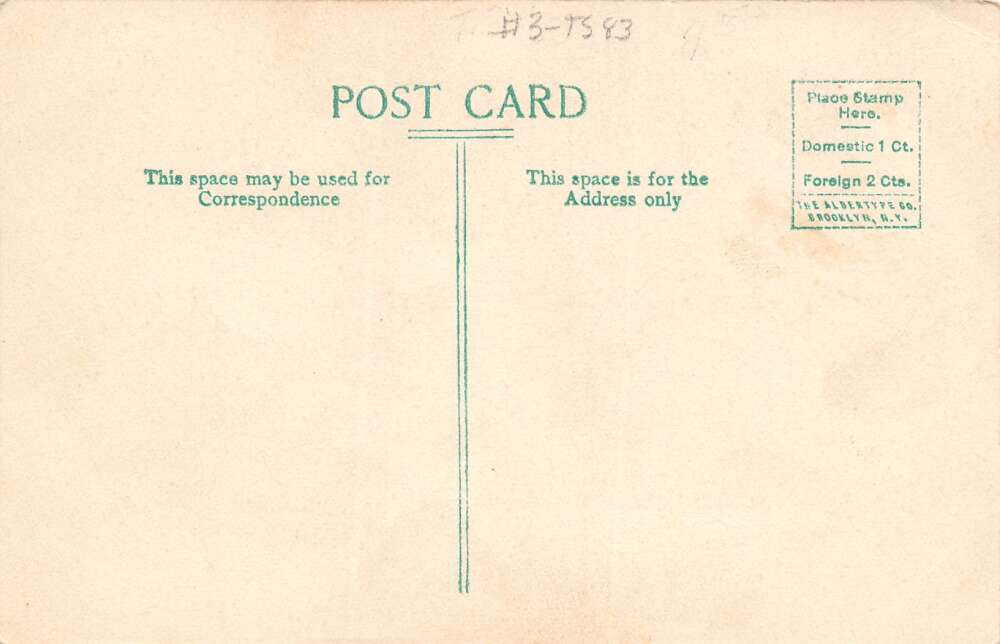 #3-TS83
POST CARD
This space may be used for
Correspondence
This space is for the
Address only
Place Stamp
Here.
Domestic 1 Ct.
Foreign 2 Cts.
THE ALBERTYPE CO.
BROOKLYN, N.Y.